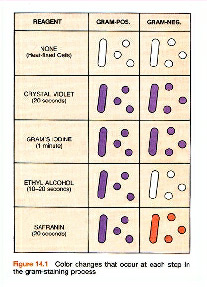 REAGENT GRAM-POS. GRAM-NEG.
NONE
(Heat-fixed Cells)
CRYSTAL VIOLET
(20 seconds)
GRAM'S IODINE
(1 minute)
ETHYL ALCOHOL
(10–20 seconds)
SAFRANIN
(20 seconds)
Figure 14.1 Color changes that occur at each step in
the gram-staining process